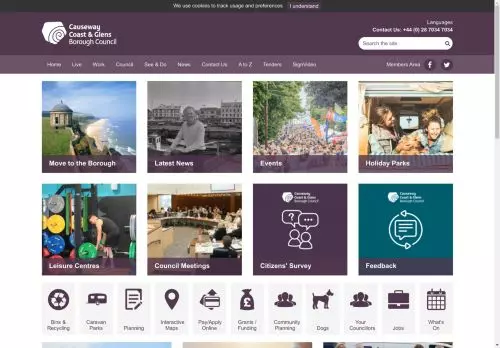 We use cookies to track usage and preferences I understand
Causeway
Coast & Glens
Borough Council
Languages
Contact Us: +44 (0) 28 7034 7034
Search the site
Home Live Work Council See & Do News Contact Us A to Z Tenders SignVideo Members Area
Move to the Borough
Latest News
Events
Holiday Parks
Causeway
Coast & Glens
Borough Council
Causeway
Coast & Glens
Borough Council
Leisure Centres
Council Meetings
Citizens' Survey
Feedback
Bins &
Recycling
Caravan
Parks
Planning
Interactive
Maps
Pay/Apply
Online
Grants /
Funding
Community
Planning
Dogs
Your
Councillors
Jobs
What's
On